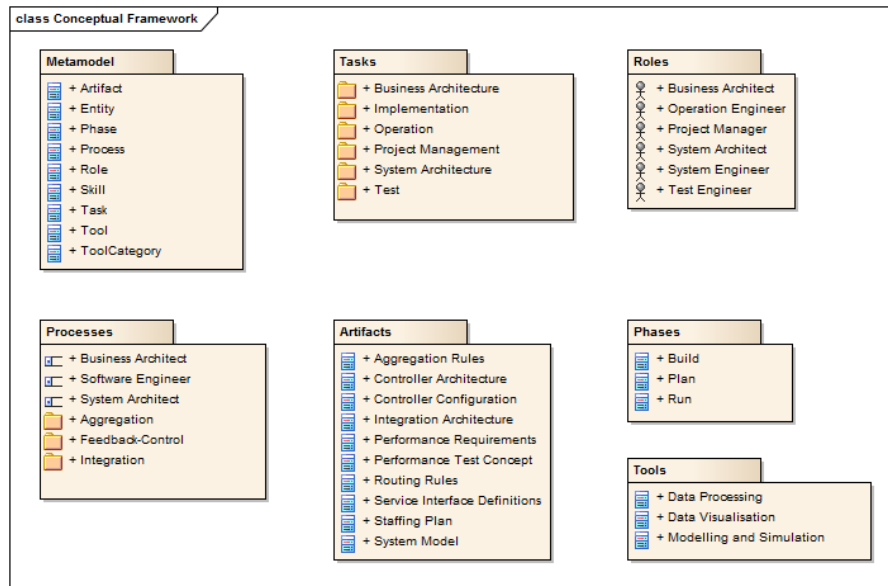 class Conceptual Framework
Metamodel
+ Artifact
+ Entity
+ Phase
+ Process
+ Role
+ Skill
+ Task
+ Tool
+ ToolCategory
Tasks
+ Business Architecture
+ Implementation
+ Operation
+ Project Management
+ System Architecture
+ Test
Roles
+ Business Architect
+ Operation Engineer
+ Project Manager
+ System Architect
+ System Engineer
+ Test Engineer
Processes
+ Business Architect
+ Software Engineer
+ System Architect
+ Aggregation
+ Feedback-Control
+ Integration
Artifacts
+ Aggregation Rules
+ Controller Architecture
+ Controller Configuration
+ Integration Architecture
+ Performance Requirements
+ Performance Test Concept
+ Routing Rules
+ Service Interface Definitions
+ Staffing Plan
+ System Model
Phases
+ Build
+ Plan
+ Run
Tools
+ Data Processing
+ Data Visualisation
+ Modelling and Simulation